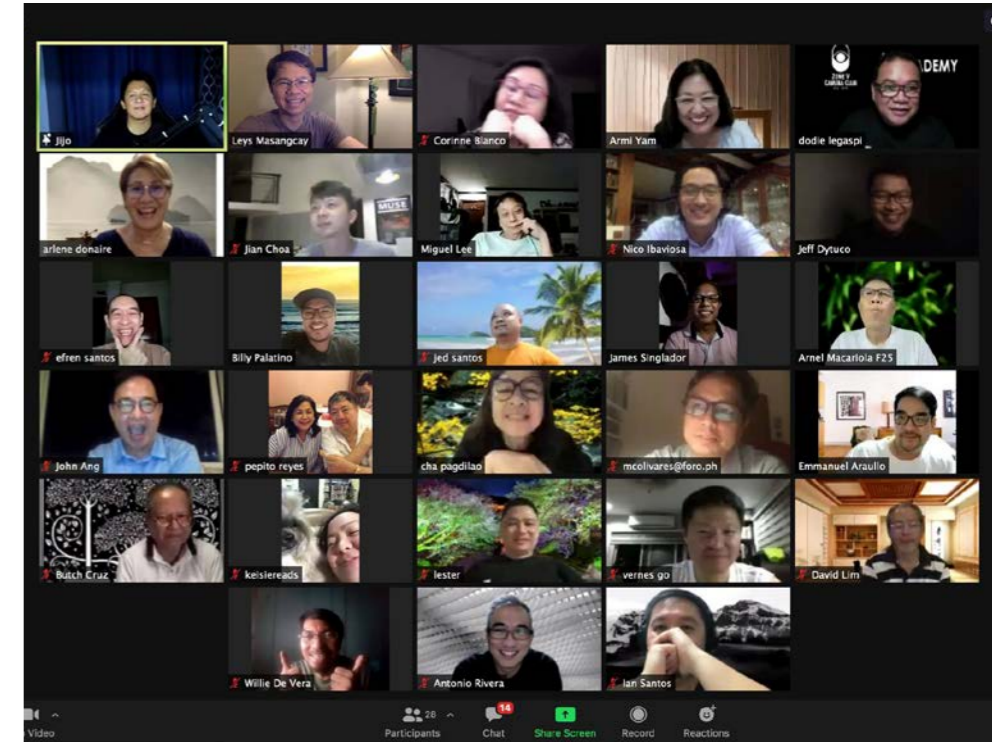 ZONE V
CAMERA CLUB
DEMY
Jijo
Leys Masangcay
Corinne Blanco
Armi Yam
dodie legaspi
arlene donaire
MUSE
Jian Choa
Miguel Lee
Nico Ibaviosa
Jeff Dytuco
efren santos
Billy Palatino
jed santos
James Singlador
Arnel Macariola F25
John Ang
pepito reyes
cha pagdilao
mcolivares@foro.ph
Emmanuel Araullo
Butch Cruz
keisiereads
lester
vernes go
David Lim
Willie De Vera
Antonio Rivera
Ian Santos
28
14
Video
Participants
Chat
Share Screen
Record
Reactions